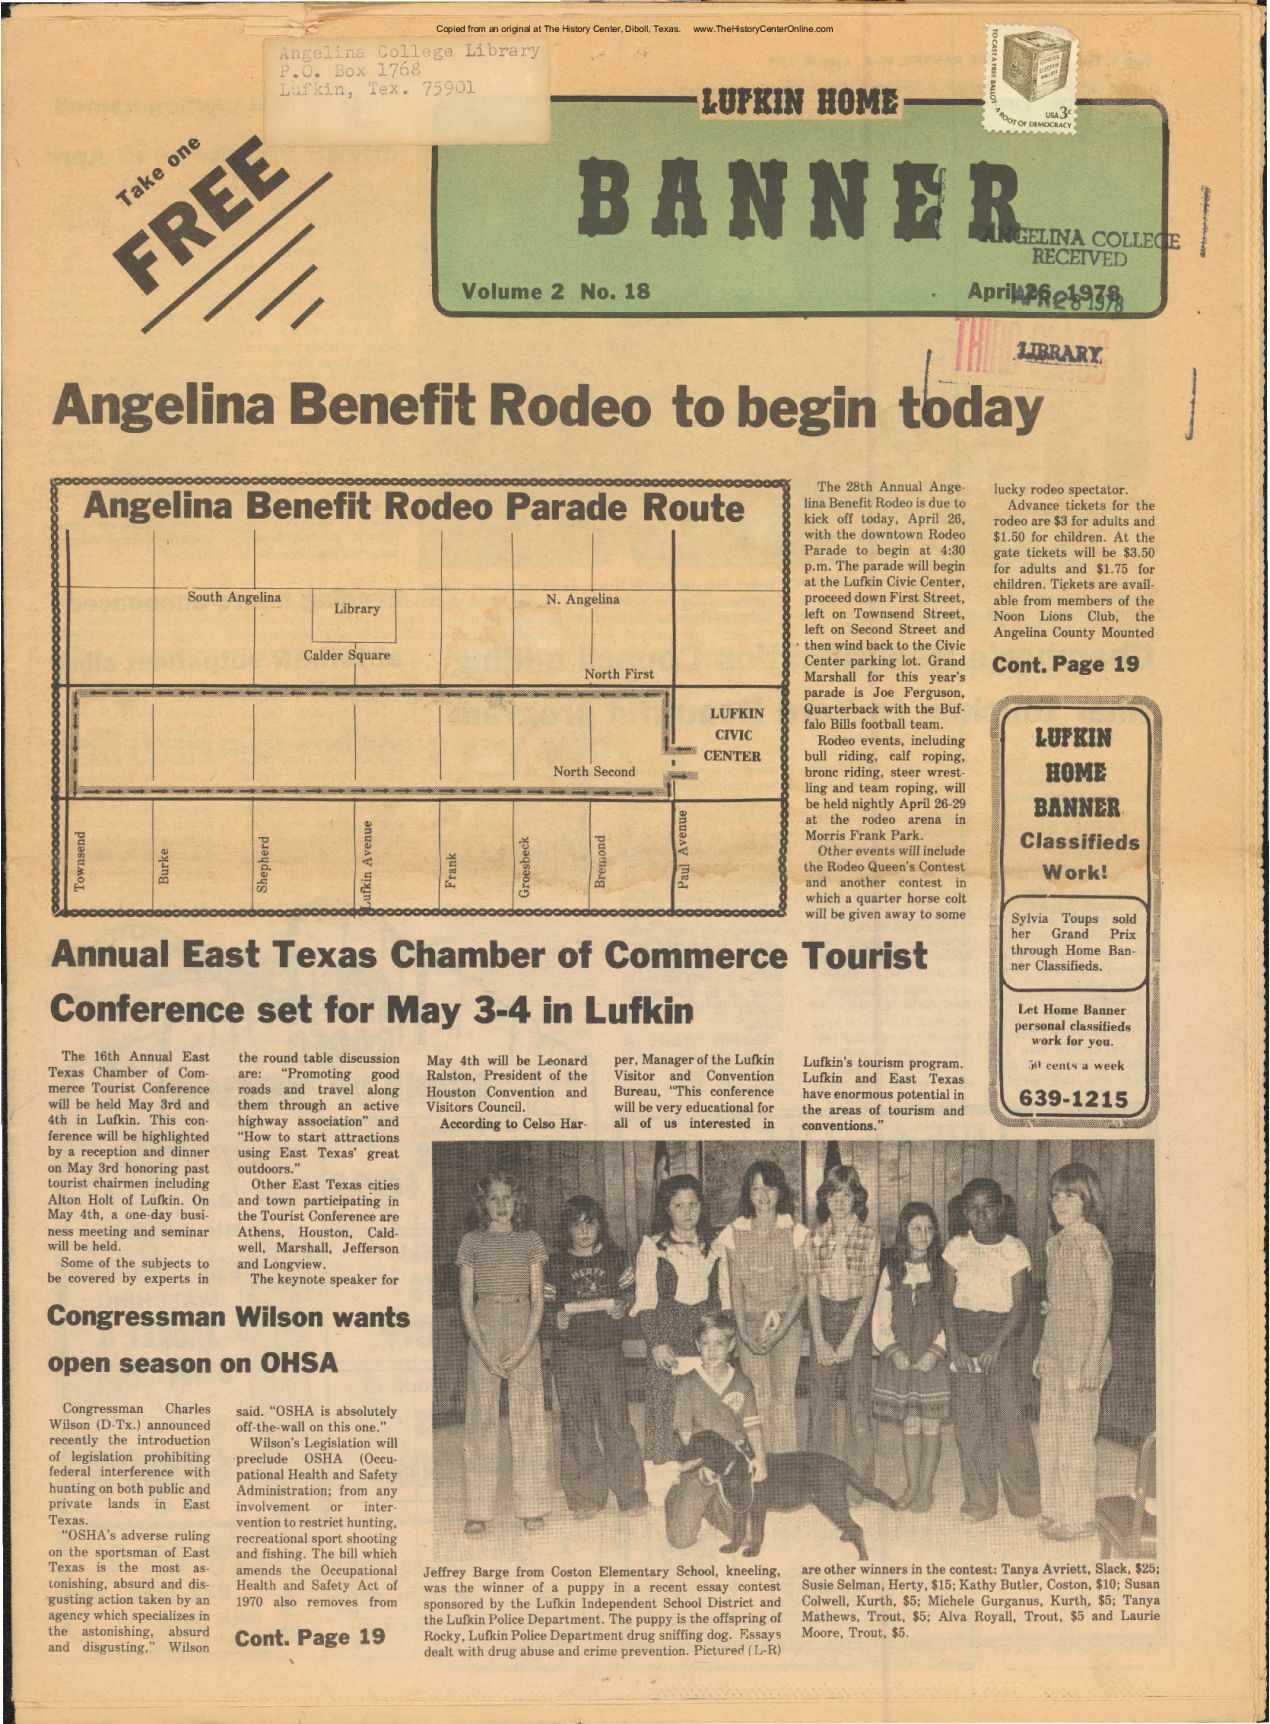 Copied from an original at The History Center, Diboll, Texas. www.TheHistoryCenterOnline.com
Angelina College Library
P.O. Box 1768
Lufkin, Tex. 75901
TO CAST A FREE BALLOT
A ROOT OF DEMOCRACY
USA 3c
Take one
FREE
LUFKIN HOME
BANNER
Volume 2 No. 18
April 26, 1978
ANGELINA COLLEGE
RECEIVED
APR 28 1978
LIBRARY
Angelina Benefit Rodeo to begin today
Angelina Benefit Rodeo Parade Route
South Angelina
Library
N. Angelina
Calder Square
North First
LUFKIN
CIVIC
CENTER
North Second
Townsend
Burke
Shepherd
Lufkin Avenue
Frank
Groesbeck
Bremond
Paul Avenue
The 28th Annual Ange-
lina Benefit Rodeo is due to
kick off today, April 26,
with the downtown Rodeo
Parade to begin at 4:30
p.m. The parade will begin
at the Lufkin Civic Center,
proceed down First Street,
left on Townsend Street,
left on Second Street and
then wind back to the Civic
Center parking lot. Grand
Marshall for this year's
parade is Joe Ferguson,
Quarterback with the Buf-
falo Bills football team.
Rodeo events, including
bull riding, calf roping,
bronc riding, steer wrest-
ling and team roping, will
be held nightly April 26-29
at the rodeo arena in
Morris Frank Park.
Other events will include
the Rodeo Queen's Contest
and another contest in
which a quarter horse colt
will be given away to some
lucky rodeo spectator.
Advance tickets for the
rodeo are $3 for adults and
$1.50 for children. At the
gate tickets will be $3.50
for adults and $1.75 for
children. Tickets are avail-
able from members of the
Noon Lions Club, the
Angelina County Mounted
Cont. Page 19
LUFKIN
HOME
BANNER
Classifieds
Work!
Sylvia Toups sold
her Grand Prix
through Home Ban-
ner Classifieds.
Let Home Banner
personal classifieds
work for you.
50 cents a week
639-1215
Annual East Texas Chamber of Commerce Tourist
Conference set for May 3-4 in Lufkin
The 16th Annual East
Texas Chamber of Com-
merce Tourist Conference
will be held May 3rd and
4th in Lufkin. This con-
ference will be highlighted
by a reception and dinner
on May 3rd honoring past
tourist chairmen including
Alton Holt of Lufkin. On
May 4th, a one-day busi-
ness meeting and seminar
will be held.
Some of the subjects to
be covered by experts in
the round table discussion
are: "Promoting good
roads and travel along
them through an active
highway association" and
"How to start attractions
using East Texas' great
outdoors."
Other East Texas cities
and town participating in
the Tourist Conference are
Athens, Houston, Cald-
well, Marshall, Jefferson
and Longview.
The keynote speaker for
May 4th will be Leonard
Ralston, President of the
Houston Convention and
Visitors Council.
According to Celso Har-
per, Manager of the Lufkin
Visitor and Convention
Bureau, "This conference
will be very educational for
all of us interested in
Lufkin's tourism program.
Lufkin and East Texas
have enormous potential in
the areas of tourism and
conventions."
Congressman Wilson wants
open season on OHSA
Congressman Charles
Wilson (D-Tx.) announced
recently the introduction
of legislation prohibiting
federal interference with
hunting on both public and
private lands in East
Texas.
"OSHA's adverse ruling
on the sportsman of East
Texas is the most as-
tonishing, absurd and dis-
gusting action taken by an
agency which specializes in
the astonishing, absurd
and disgusting," Wilson
said. "OSHA is absolutely
off-the-wall on this one."
Wilson's Legislation will
preclude OSHA (Occu-
pational Health and Safety
Administration; from any
involvement or inter-
vention to restrict hunting,
recreational sport shooting
and fishing. The bill which
amends the Occupational
Health and Safety Act of
1970 also removes from
Cont. Page 19
HERTY
Jeffrey Barge from Coston Elementary School, kneeling,
was the winner of a puppy in a recent essay contest
sponsored by the Lufkin Independent School District and
the Lufkin Police Department. The puppy is the offspring of
Rocky, Lufkin Police Department drug sniffing dog. Essays
dealt with drug abuse and crime prevention. Pictured (L-R)
are other winners in the contest: Tanya Avriett, Slack, $25;
Susie Selman, Herty, $15; Kathy Butler, Coston, $10; Susan
Colwell, Kurth, $5; Michele Gurganus, Kurth, $5; Tanya
Mathews, Trout, $5; Alva Royall, Trout, $5 and Laurie
Moore, Trout, $5.